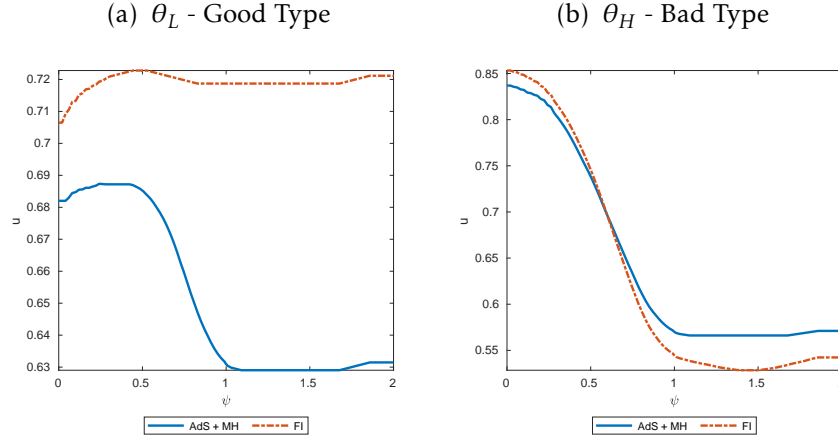 (a) θ_L - Good Type
(b) θ_H - Bad Type
0.72
0.71
0.7
0.69
0.68
0.67
0.66
0.65
0.64
0.63
u
0
0.5
1
1.5
2
ψ
AdS + MH
FI
0.85
0.8
0.75
0.7
0.65
0.6
0.55
u
0
0.5
1
1.5
ψ
AdS + MH
FI